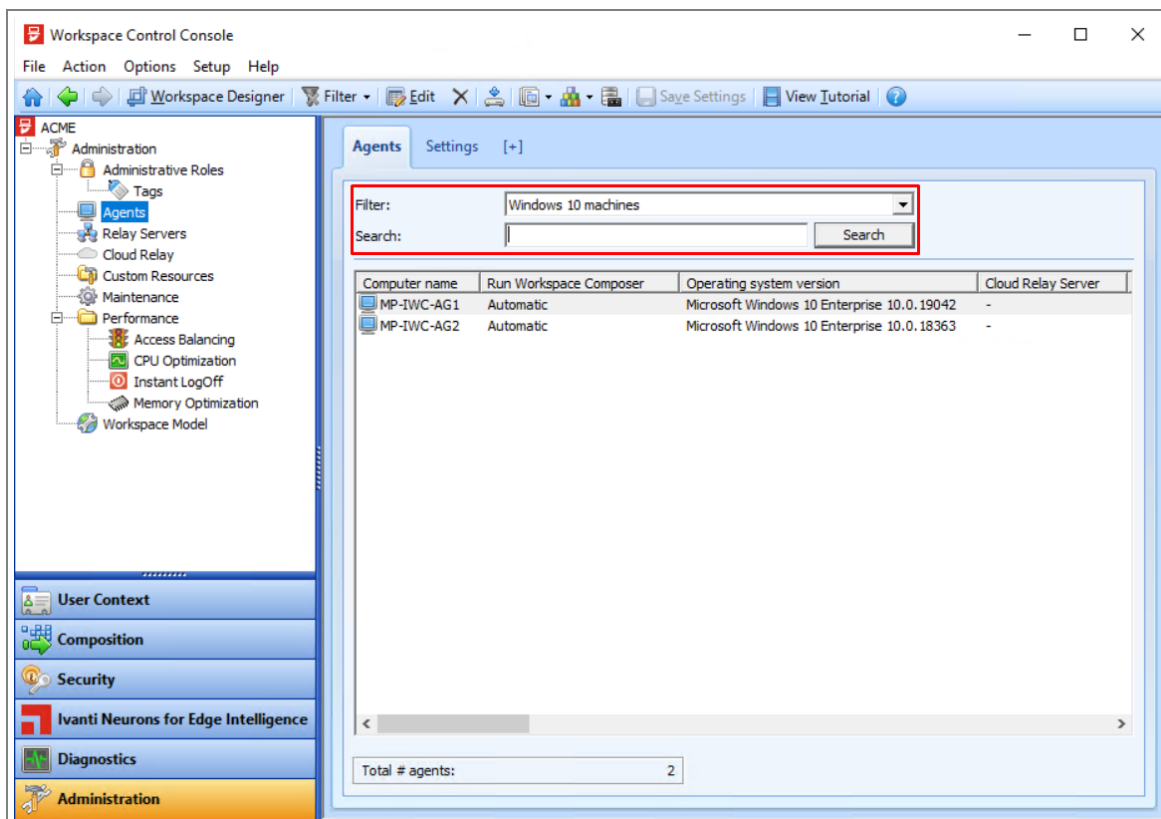 Workspace Control Console
File Action Options Setup Help
Workspace Designer Filter Edit Save Settings View Tutorial
ACME
Administration
Administrative Roles
Tags
Agents
Relay Servers
Cloud Relay
Custom Resources
Maintenance
Performance
Access Balancing
CPU Optimization
Instant LogOff
Memory Optimization
Workspace Model
User Context
Composition
Security
Ivanti Neurons for Edge Intelligence
Diagnostics
Administration
Agents Settings [+]
Filter: Windows 10 machines
Search: Search
Computer name Run Workspace Composer Operating system version Cloud Relay Server
MP-IWC-AG1 Automatic Microsoft Windows 10 Enterprise 10.0.19042 -
MP-IWC-AG2 Automatic Microsoft Windows 10 Enterprise 10.0.18363 -
Total # agents: 2